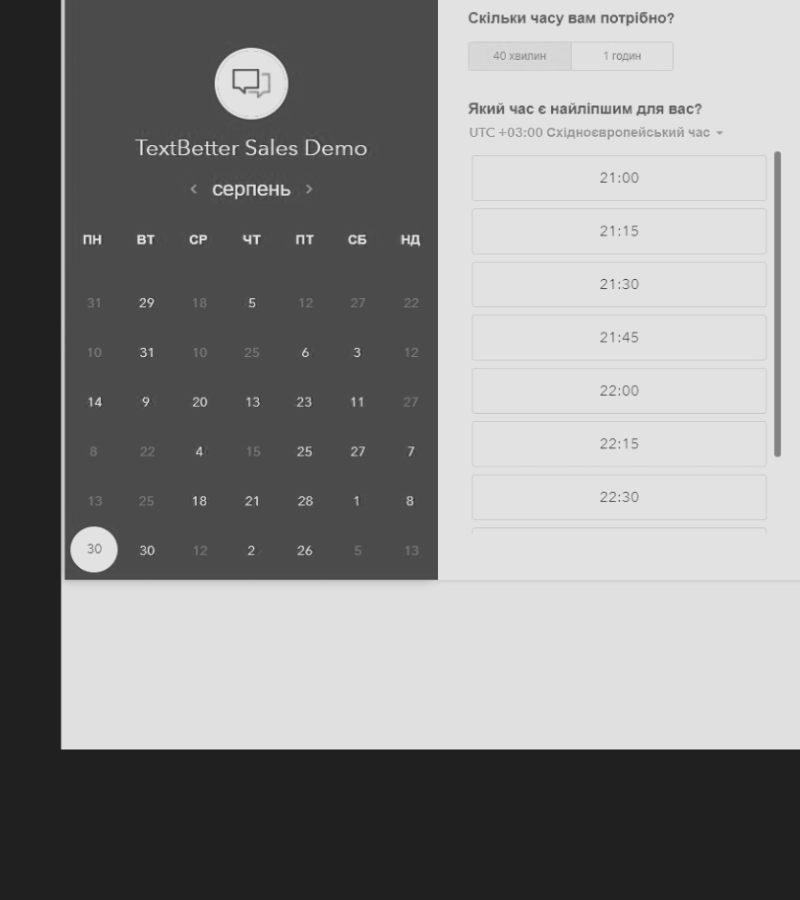 TextBetter Sales Demo
серпень
ПН ВТ СР ЧТ ПТ СБ НД
31 29 18 5 12 27 22
10 31 10 25 6 3 12
14 9 20 13 23 11 27
8 22 4 15 25 27 7
13 25 18 21 28 1 8
30 30 12 2 26 5 13
Скільки часу вам потрібно?
40 хвилин 1 годин
Який час є найліпшим для вас?
UTC +03:00 Східноєвропейський час
21:00
21:15
21:30
21:45
22:00
22:15
22:30